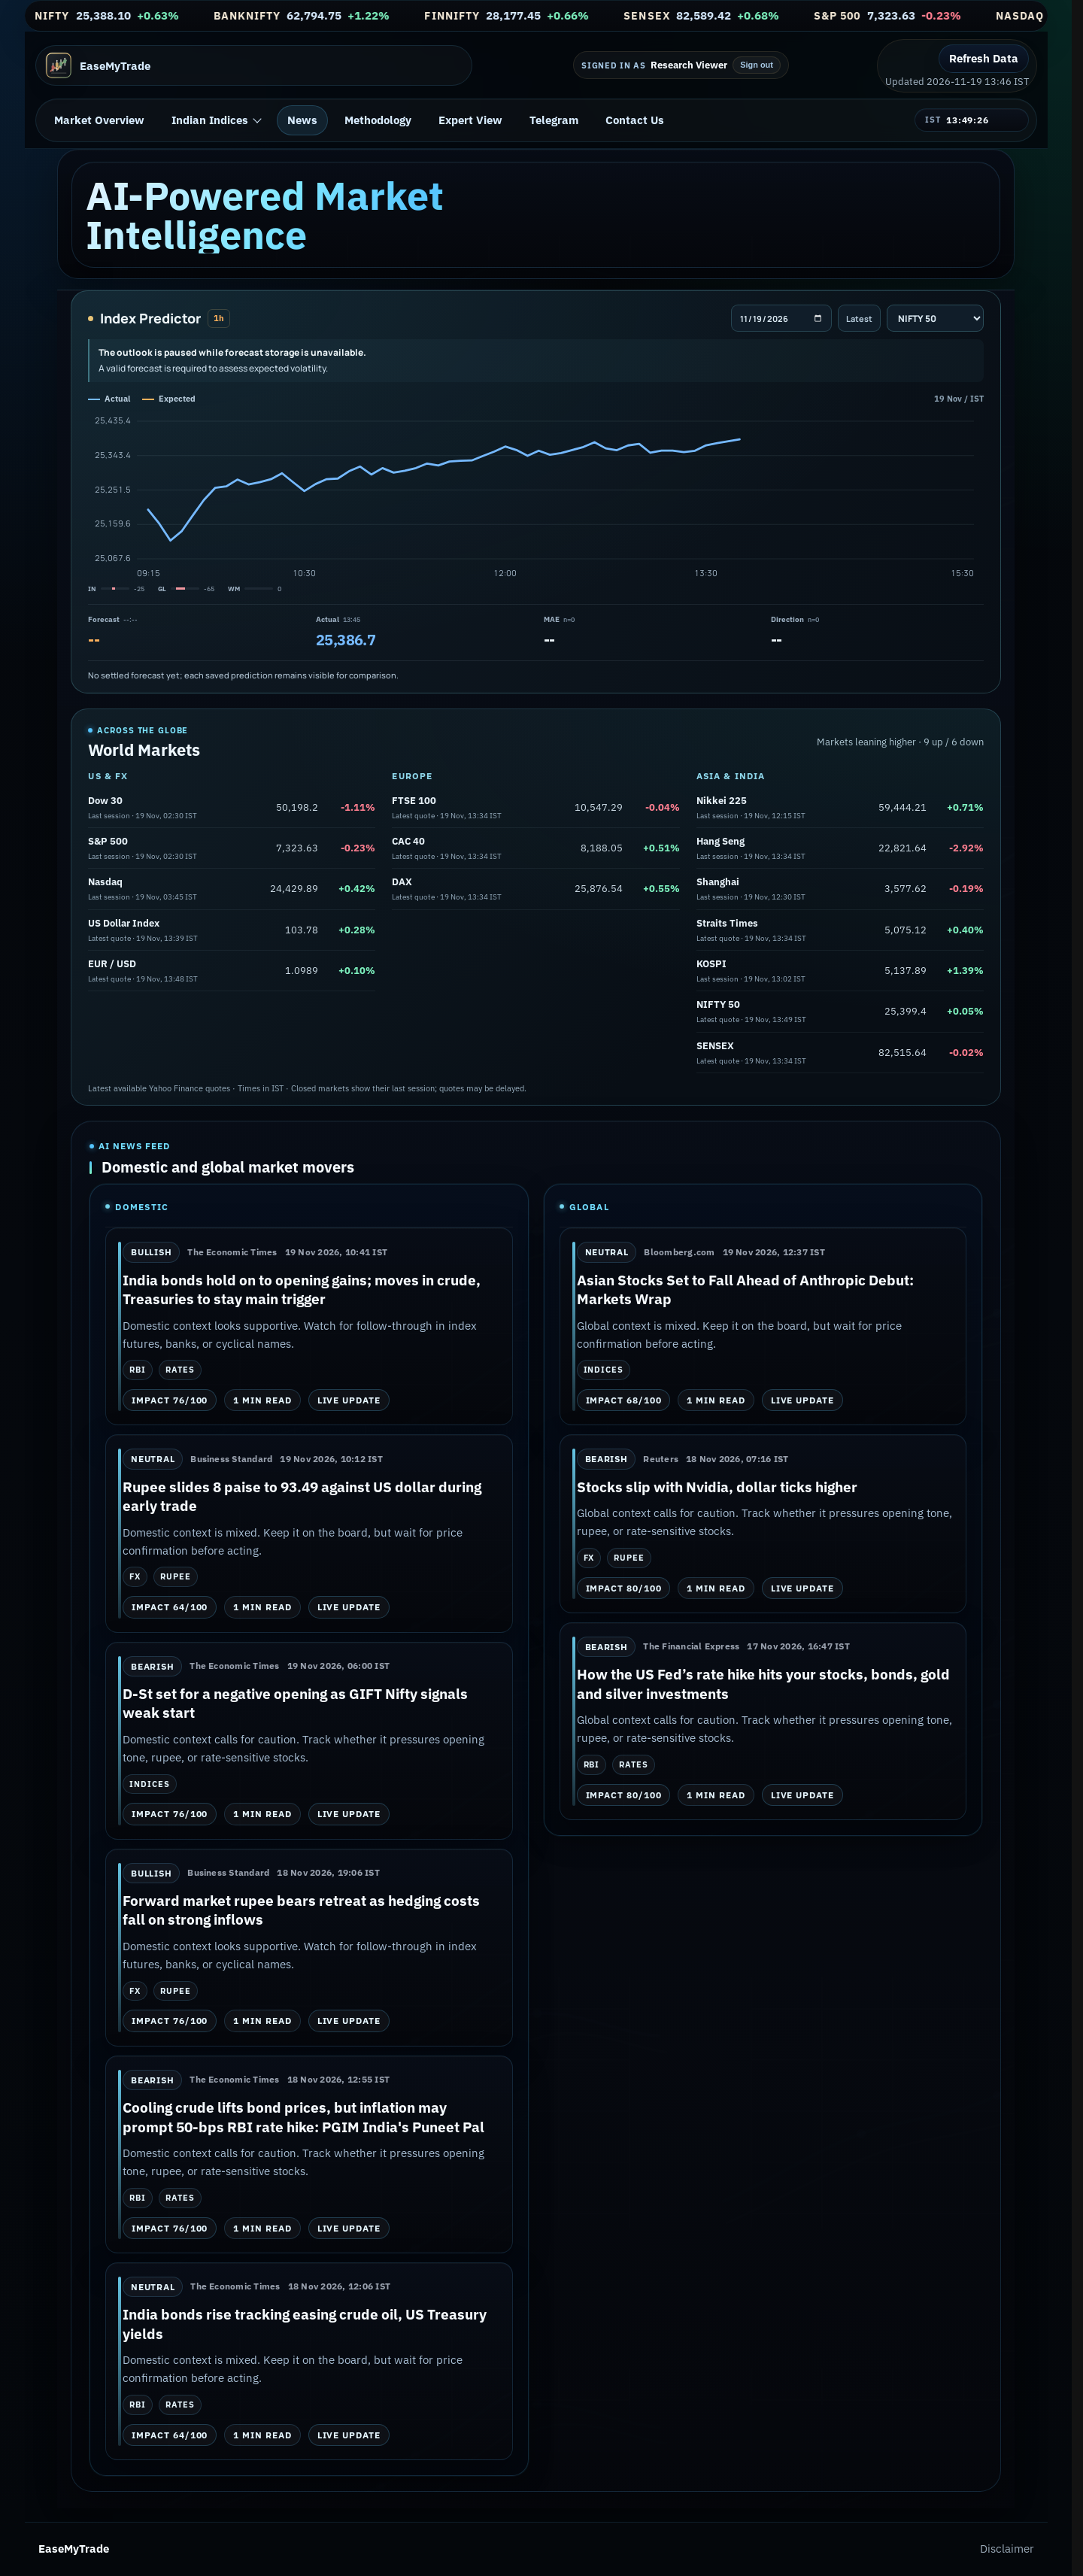 NIFTY 25,388.10 +0.63% BANKNIFTY 62,794.75 +1.22% FINNIFTY 28,177.45 +0.66% SENSEX 82,589.42 +0.68% S&P 500 7,323.63 -0.23% NASDAQ
EaseMyTrade
SIGNED IN AS Research Viewer Sign out
Refresh Data
Updated 2026-11-19 13:46 IST
Market Overview Indian Indices News Methodology Expert View Telegram Contact Us IST 13:49:26
AI-Powered Market
Intelligence
Index Predictor 1h 11/19/2026 Latest NIFTY 50
The outlook is paused while forecast storage is unavailable.
A valid forecast is required to assess expected volatility.
Actual Expected 19 Nov / IST
25,435.4
25,343.4
25,251.5
25,159.6
25,067.6
09:15 10:30 12:00 13:30 15:30
IN -25 GL -65 WM 0
Forecast --:-- Actual 13:45 MAE n=0 Direction n=0
-- 25,386.7 -- --
No settled forecast yet; each saved prediction remains visible for comparison.
ACROSS THE GLOBE
World Markets
Markets leaning higher · 9 up / 6 down
US & FX
Dow 30 50,198.2 -1.11%
Last session · 19 Nov, 02:30 IST
S&P 500 7,323.63 -0.23%
Last session · 19 Nov, 02:30 IST
Nasdaq 24,429.89 +0.42%
Last session · 19 Nov, 03:45 IST
US Dollar Index 103.78 +0.28%
Latest quote · 19 Nov, 13:39 IST
EUR / USD 1.0989 +0.10%
Latest quote · 19 Nov, 13:48 IST
EUROPE
FTSE 100 10,547.29 -0.04%
Latest quote · 19 Nov, 13:34 IST
CAC 40 8,188.05 +0.51%
Latest quote · 19 Nov, 13:34 IST
DAX 25,876.54 +0.55%
Latest quote · 19 Nov, 13:34 IST
ASIA & INDIA
Nikkei 225 59,444.21 +0.71%
Last session · 19 Nov, 12:15 IST
Hang Seng 22,821.64 -2.92%
Last session · 19 Nov, 13:34 IST
Shanghai 3,577.62 -0.19%
Last session · 19 Nov, 12:30 IST
Straits Times 5,075.12 +0.40%
Latest quote · 19 Nov, 13:34 IST
KOSPI 5,137.89 +1.39%
Last session · 19 Nov, 13:02 IST
NIFTY 50 25,399.4 +0.05%
Latest quote · 19 Nov, 13:49 IST
SENSEX 82,515.64 -0.02%
Latest quote · 19 Nov, 13:34 IST
Latest available Yahoo Finance quotes · Times in IST · Closed markets show their last session; quotes may be delayed.
AI NEWS FEED
Domestic and global market movers
DOMESTIC
BULLISH The Economic Times 19 Nov 2026, 10:41 IST
India bonds hold on to opening gains; moves in crude,
Treasuries to stay main trigger
Domestic context looks supportive. Watch for follow-through in index
futures, banks, or cyclical names.
RBI RATES
IMPACT 76/100 1 MIN READ LIVE UPDATE
NEUTRAL Business Standard 19 Nov 2026, 10:12 IST
Rupee slides 8 paise to 93.49 against US dollar during
early trade
Domestic context is mixed. Keep it on the board, but wait for price
confirmation before acting.
FX RUPEE
IMPACT 64/100 1 MIN READ LIVE UPDATE
BEARISH The Economic Times 19 Nov 2026, 06:00 IST
D-St set for a negative opening as GIFT Nifty signals
weak start
Domestic context calls for caution. Track whether it pressures opening
tone, rupee, or rate-sensitive stocks.
INDICES
IMPACT 76/100 1 MIN READ LIVE UPDATE
BULLISH Business Standard 18 Nov 2026, 19:06 IST
Forward market rupee bears retreat as hedging costs
fall on strong inflows
Domestic context looks supportive. Watch for follow-through in index
futures, banks, or cyclical names.
FX RUPEE
IMPACT 76/100 1 MIN READ LIVE UPDATE
BEARISH The Economic Times 18 Nov 2026, 12:55 IST
Cooling crude lifts bond prices, but inflation may
prompt 50-bps RBI rate hike: PGIM India's Puneet Pal
Domestic context calls for caution. Track whether it pressures opening
tone, rupee, or rate-sensitive stocks.
RBI RATES
IMPACT 76/100 1 MIN READ LIVE UPDATE
NEUTRAL The Economic Times 18 Nov 2026, 12:06 IST
India bonds rise tracking easing crude oil, US Treasury
yields
Domestic context is mixed. Keep it on the board, but wait for price
confirmation before acting.
RBI RATES
IMPACT 64/100 1 MIN READ LIVE UPDATE
GLOBAL
NEUTRAL Bloomberg.com 19 Nov 2026, 12:37 IST
Asian Stocks Set to Fall Ahead of Anthropic Debut:
Markets Wrap
Global context is mixed. Keep it on the board, but wait for price
confirmation before acting.
INDICES
IMPACT 68/100 1 MIN READ LIVE UPDATE
BEARISH Reuters 18 Nov 2026, 07:16 IST
Stocks slip with Nvidia, dollar ticks higher
Global context calls for caution. Track whether it pressures opening tone,
rupee, or rate-sensitive stocks.
FX RUPEE
IMPACT 80/100 1 MIN READ LIVE UPDATE
BEARISH The Financial Express 17 Nov 2026, 16:47 IST
How the US Fed’s rate hike hits your stocks, bonds, gold
and silver investments
Global context calls for caution. Track whether it pressures opening tone,
rupee, or rate-sensitive stocks.
RBI RATES
IMPACT 80/100 1 MIN READ LIVE UPDATE
EaseMyTrade Disclaimer